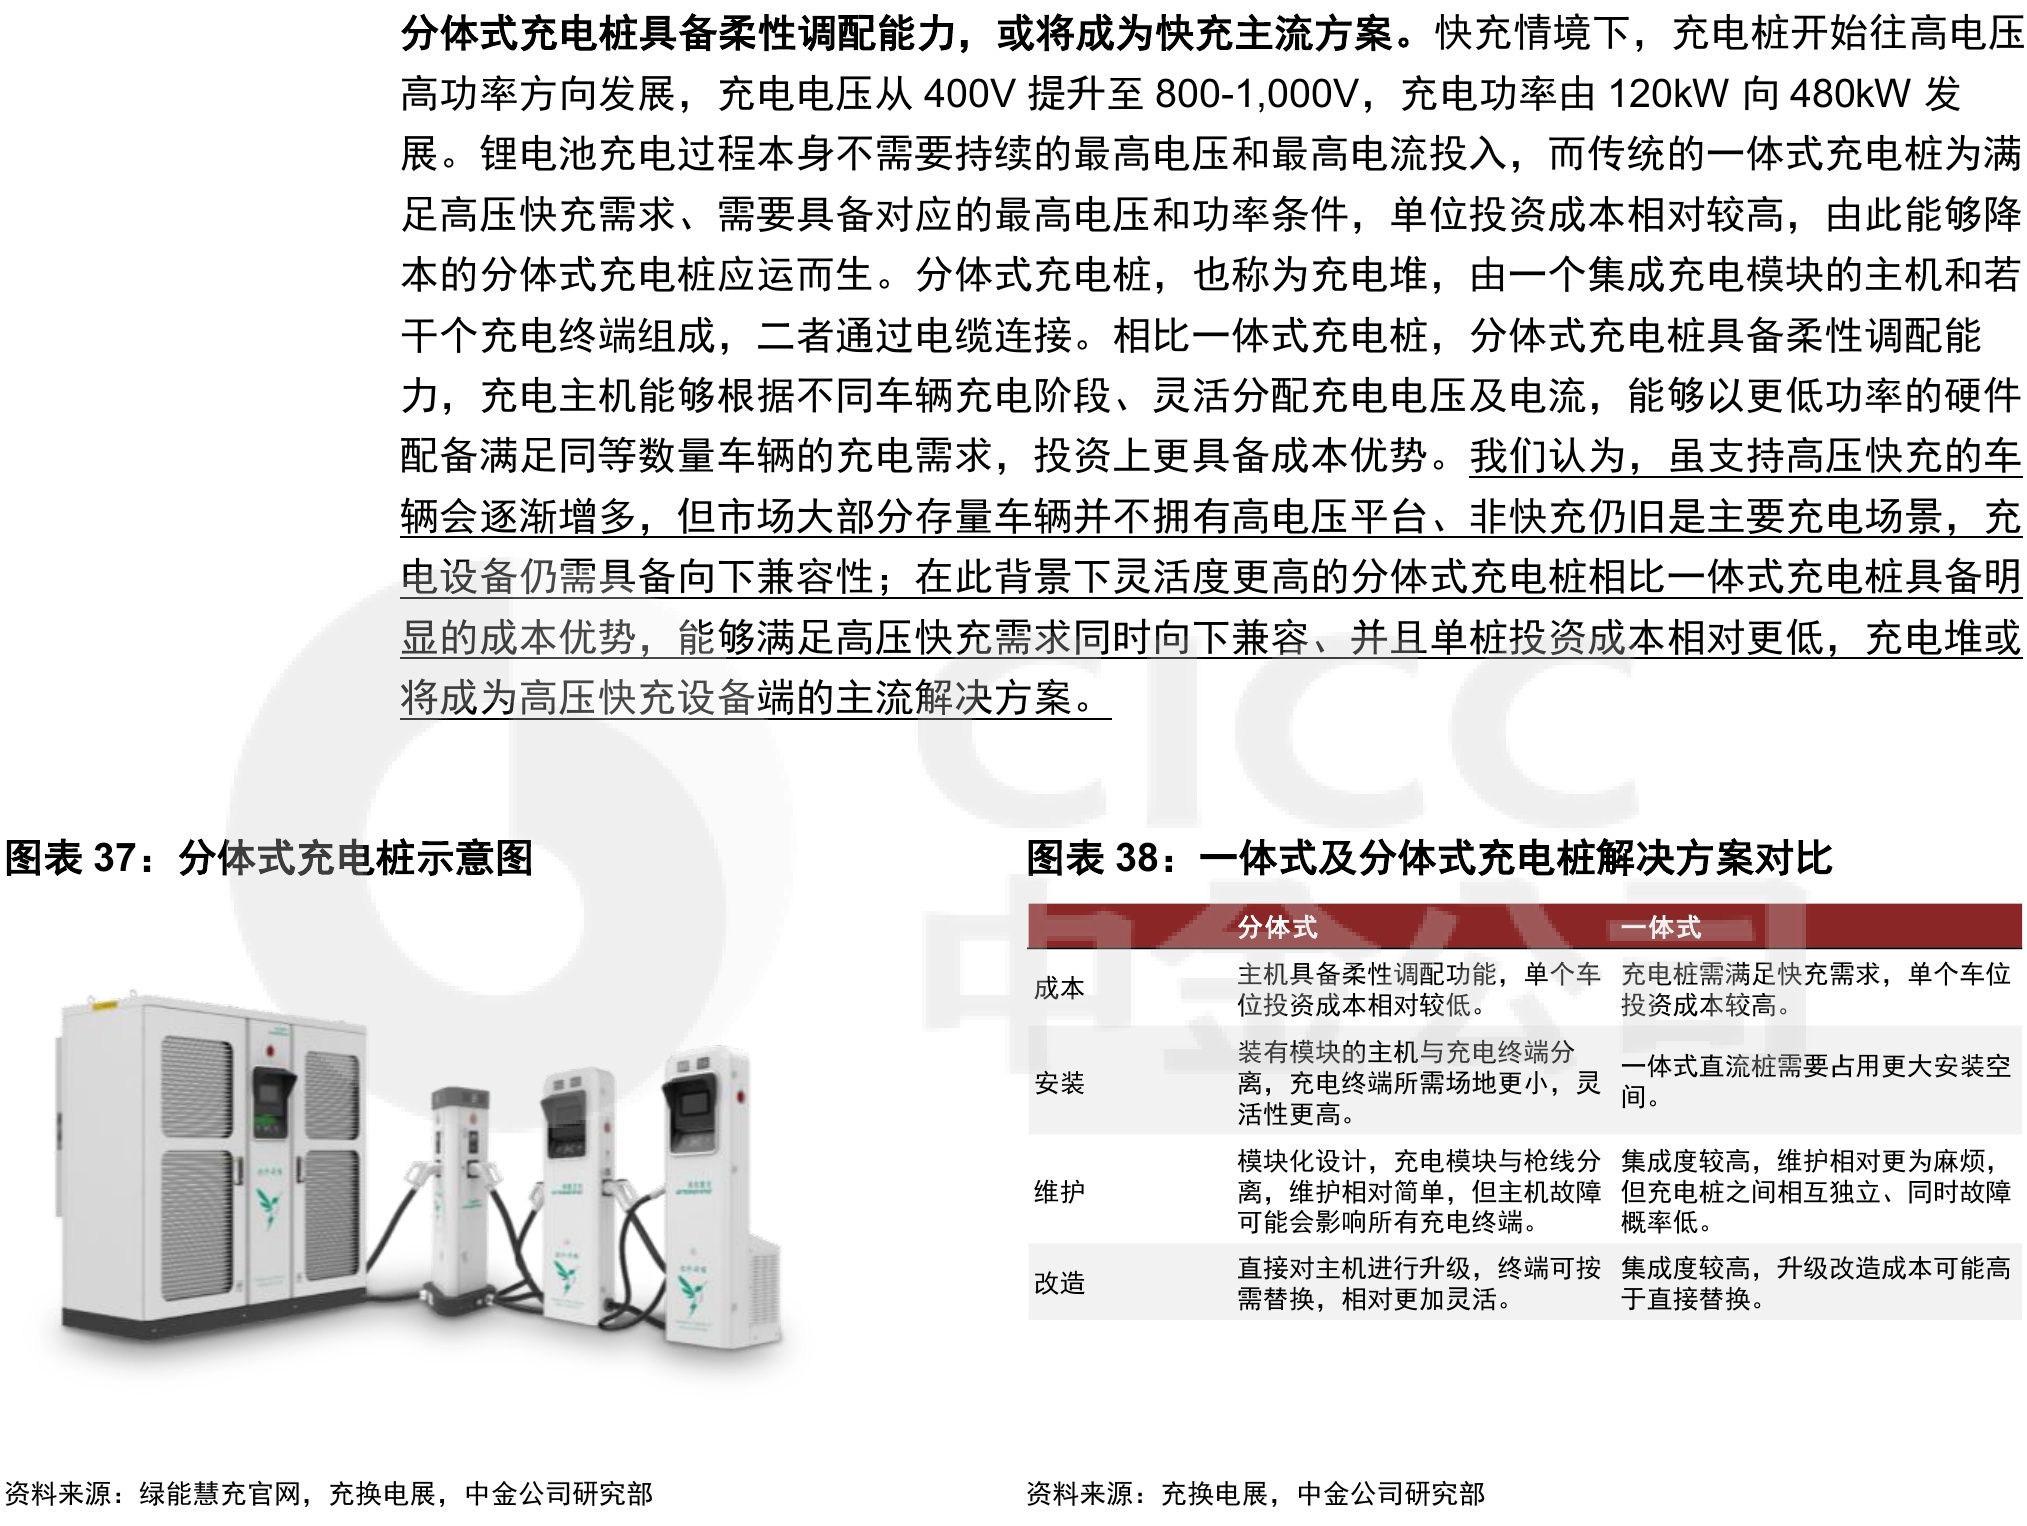 分体式充电桩具备柔性调配能力，或将成为快充主流方案。快充情境下，充电桩开始往高电压
高功率方向发展，充电电压从 400V 提升至 800-1,000V，充电功率由 120kW 向 480kW 发
展。锂电池充电过程本身不需要持续的最高电压和最高电流投入，而传统的一体式充电桩为满
足高压快充需求、需要具备对应的最高电压和功率条件，单位投资成本相对较高，由此能够降
本的分体式充电桩应运而生。分体式充电桩，也称为充电堆，由一个集成充电模块的主机和若
干个充电终端组成，二者通过电缆连接。相比一体式充电桩，分体式充电桩具备柔性调配能
力，充电主机能够根据不同车辆充电阶段、灵活分配充电电压及电流，能够以更低功率的硬件
配备满足同等数量车辆的充电需求，投资上更具备成本优势。我们认为，虽支持高压快充的车
辆会逐渐增多，但市场大部分存量车辆并不拥有高电压平台、非快充仍旧是主要充电场景，充
电设备仍需具备向下兼容性；在此背景下灵活度更高的分体式充电桩相比一体式充电桩具备明
显的成本优势，能够满足高压快充需求同时向下兼容、并且单桩投资成本相对更低，充电堆或
将成为高压快充设备端的主流解决方案。
CICC
中金公司
图表 37：分体式充电桩示意图
图表 38：一体式及分体式充电桩解决方案对比
分体式 一体式
成本
主机具备柔性调配功能，单个车
位投资成本相对较低。
充电桩需满足快充需求，单个车位
投资成本较高。
安装
装有模块的主机与充电终端分
离，充电终端所需场地更小，灵
活性更高。
一体式直流桩需要占用更大安装空
间。
维护
模块化设计，充电模块与枪线分
离，维护相对简单，但主机故障
可能会影响所有充电终端。
集成度较高，维护相对更为麻烦，
但充电桩之间相互独立、同时故障
概率低。
改造
直接对主机进行升级，终端可按
需替换，相对更加灵活。
集成度较高，升级改造成本可能高
于直接替换。
资料来源：绿能慧充官网，充换电展，中金公司研究部
资料来源：充换电展，中金公司研究部